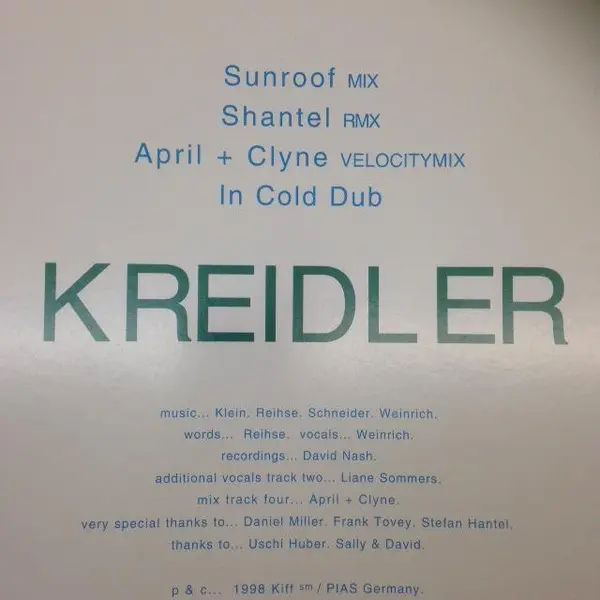 Sunroof MIX
Shantel RMX
April + Clyne VELOCITYMIX
In Cold Dub
KREIDLER
music... Klein. Reihse. Schneider. Weinrich.
words... Reihse. vocals... Weinrich.
recordings... David Nash.
additional vocals track two... Liane Sommers.
mix track four... April + Clyne.
very special thanks to... Daniel Miller. Frank Tovey. Stefan Hantel.
thanks to... Uschi Huber. Sally & David.
p & c... 1998 Kiff sm / PIAS Germany.